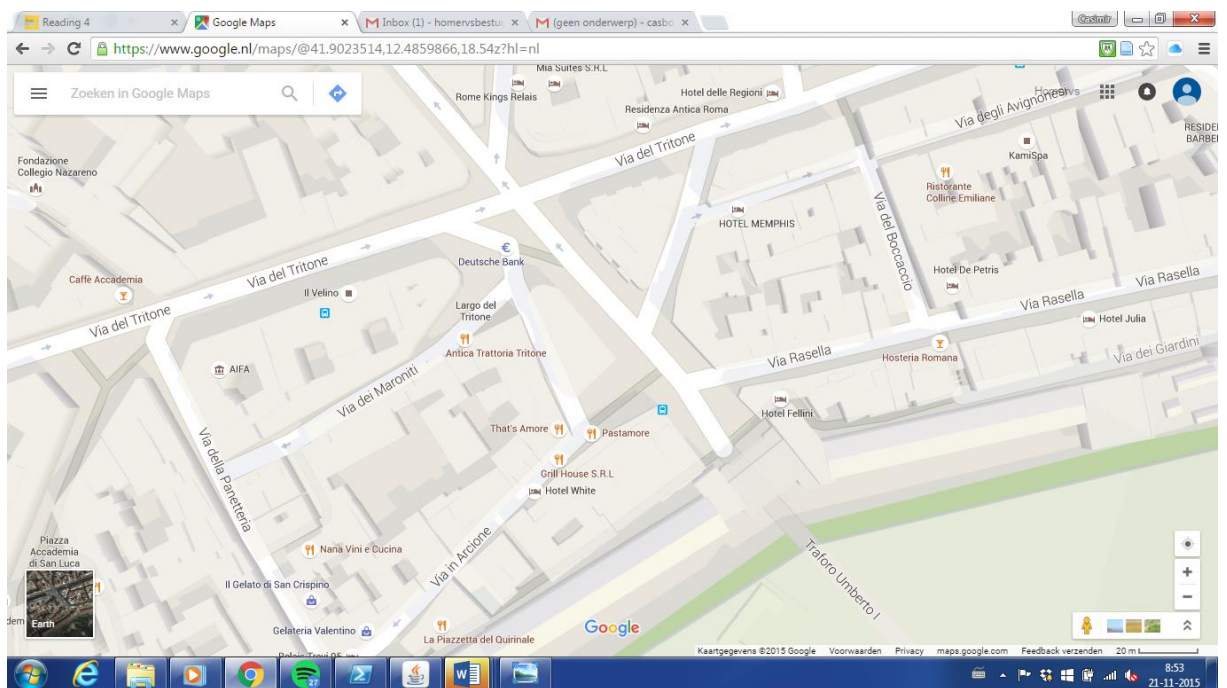 Reading 4
Google Maps
Inbox (1) - homervsbestuu
(geen onderwerp) - casbo
Casimir
https://www.google.nl/maps/@41.9023514,12.4859866,18.54z?hl=nl
Zoeken in Google Maps
Mia Suites S.R.L
Rome Kings Relais
Hotel delle Regioni
Residenza Antica Roma
Via degli Avignonesi
RESIDE
BARBE
KamiSpa
Via del Tritone
Fondazione
Collegio Nazareno
Ristorante
Colline Emiliane
HOTEL MEMPHIS
Via del Boccaccio
€
Deutsche Bank
Via del Tritone
Caffè Accademia
Il Velino
Hotel De Petris
Via Rasella
Via Rasella
Largo del
Tritone
Via del Tritone
Hotel Julia
Antica Trattoria Tritone
Via Rasella
Hosteria Romana
Via dei Giardini
AIFA
Via dei Maroniti
Hotel Fellini
That's Amore
Pastamore
Via della Panetteria
Grill House S.R.L
Hotel White
Piazza
Accademia
di San Luca
Nana Vini e Cucina
Via in Arcione
Traforo Umberto I
Il Gelato di San Crispino
Earth
Gelateria Valentino
La Piazzetta del Quirinale
Google
Kaartgegevens ©2015 Google Voorwaarden Privacy maps.google.com Feedback verzenden 20 m
27
8:53
21-11-2015